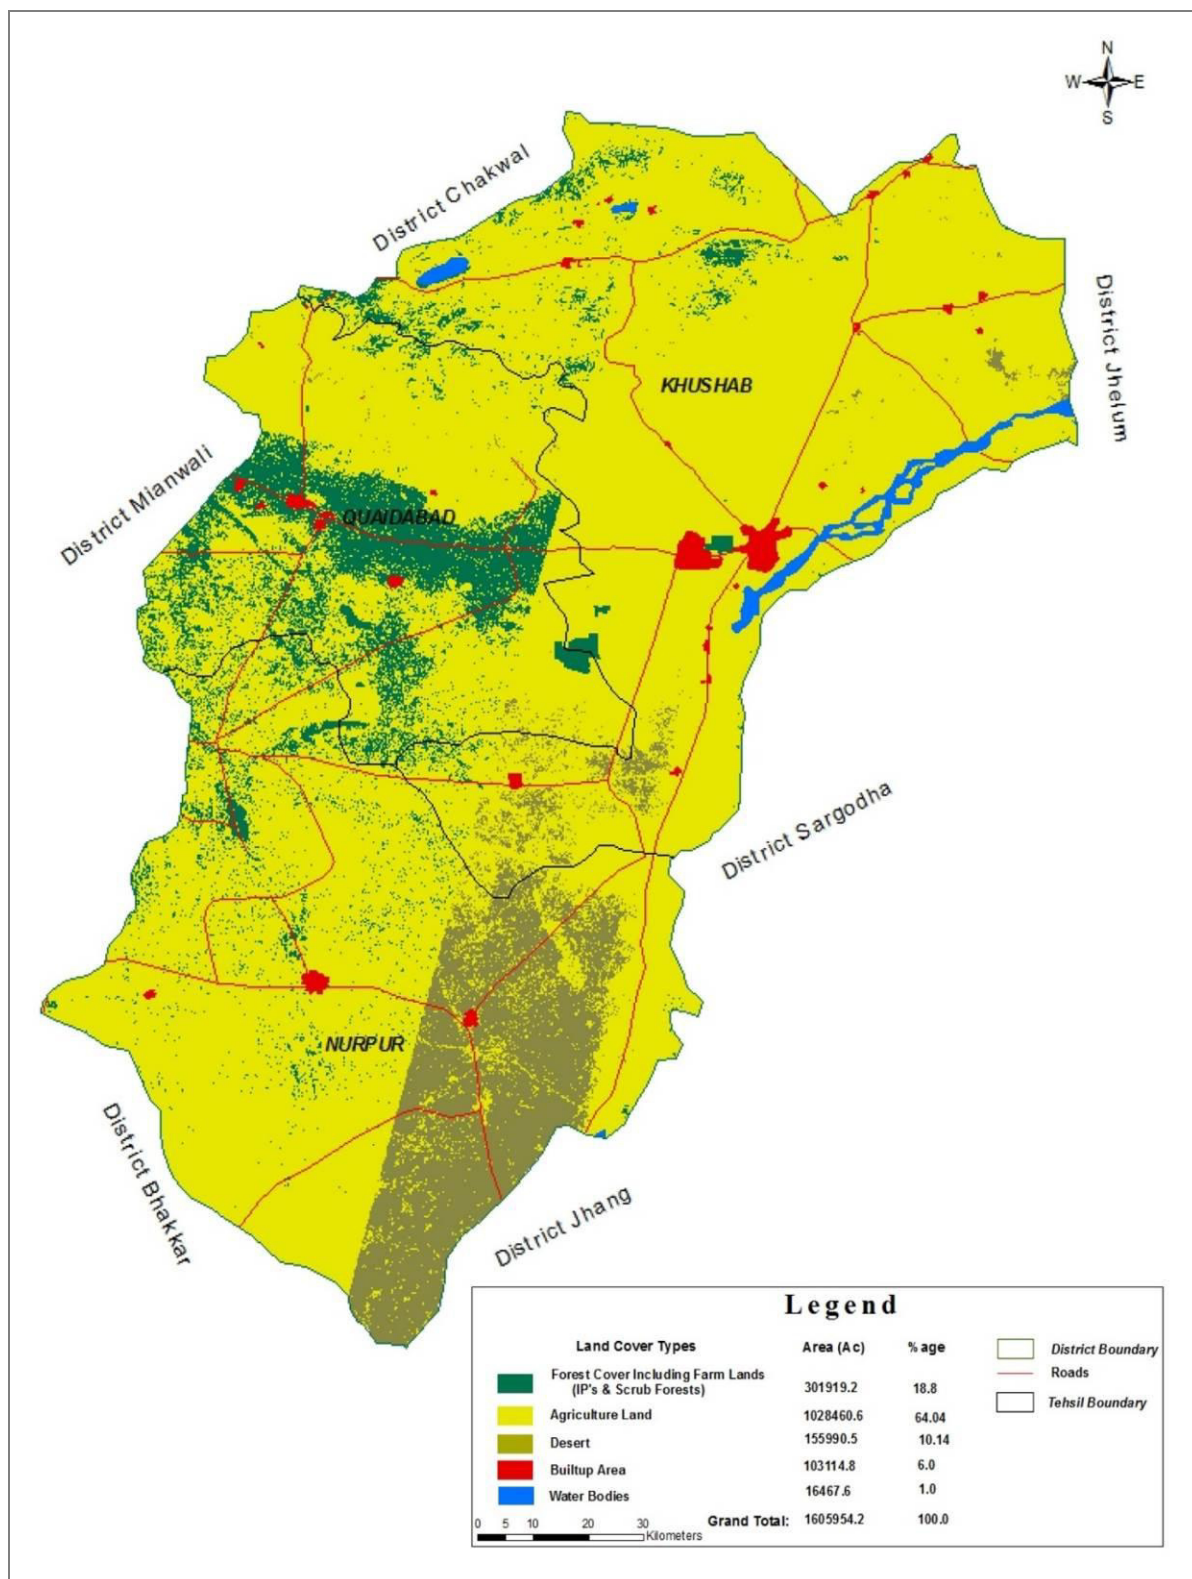 N
W E
S
District Chakwal
District Jhelum
KHUSHAB
District Mianwali
QUAIDABAD
District Sargodha
NURPUR
District Bhakkar
District Jhang
Legend
Land Cover Types Area (Ac) % age
Forest Cover Including Farm Lands
(IP's & Scrub Forests) 301919.2 18.8
Agriculture Land 1028460.6 64.04
Desert 155990.5 10.14
Builtup Area 103114.8 6.0
Water Bodies 16467.6 1.0
Grand Total: 1605954.2 100.0
District Boundary
Roads
Tehsil Boundary
0 5 10 20 30
Kilometers